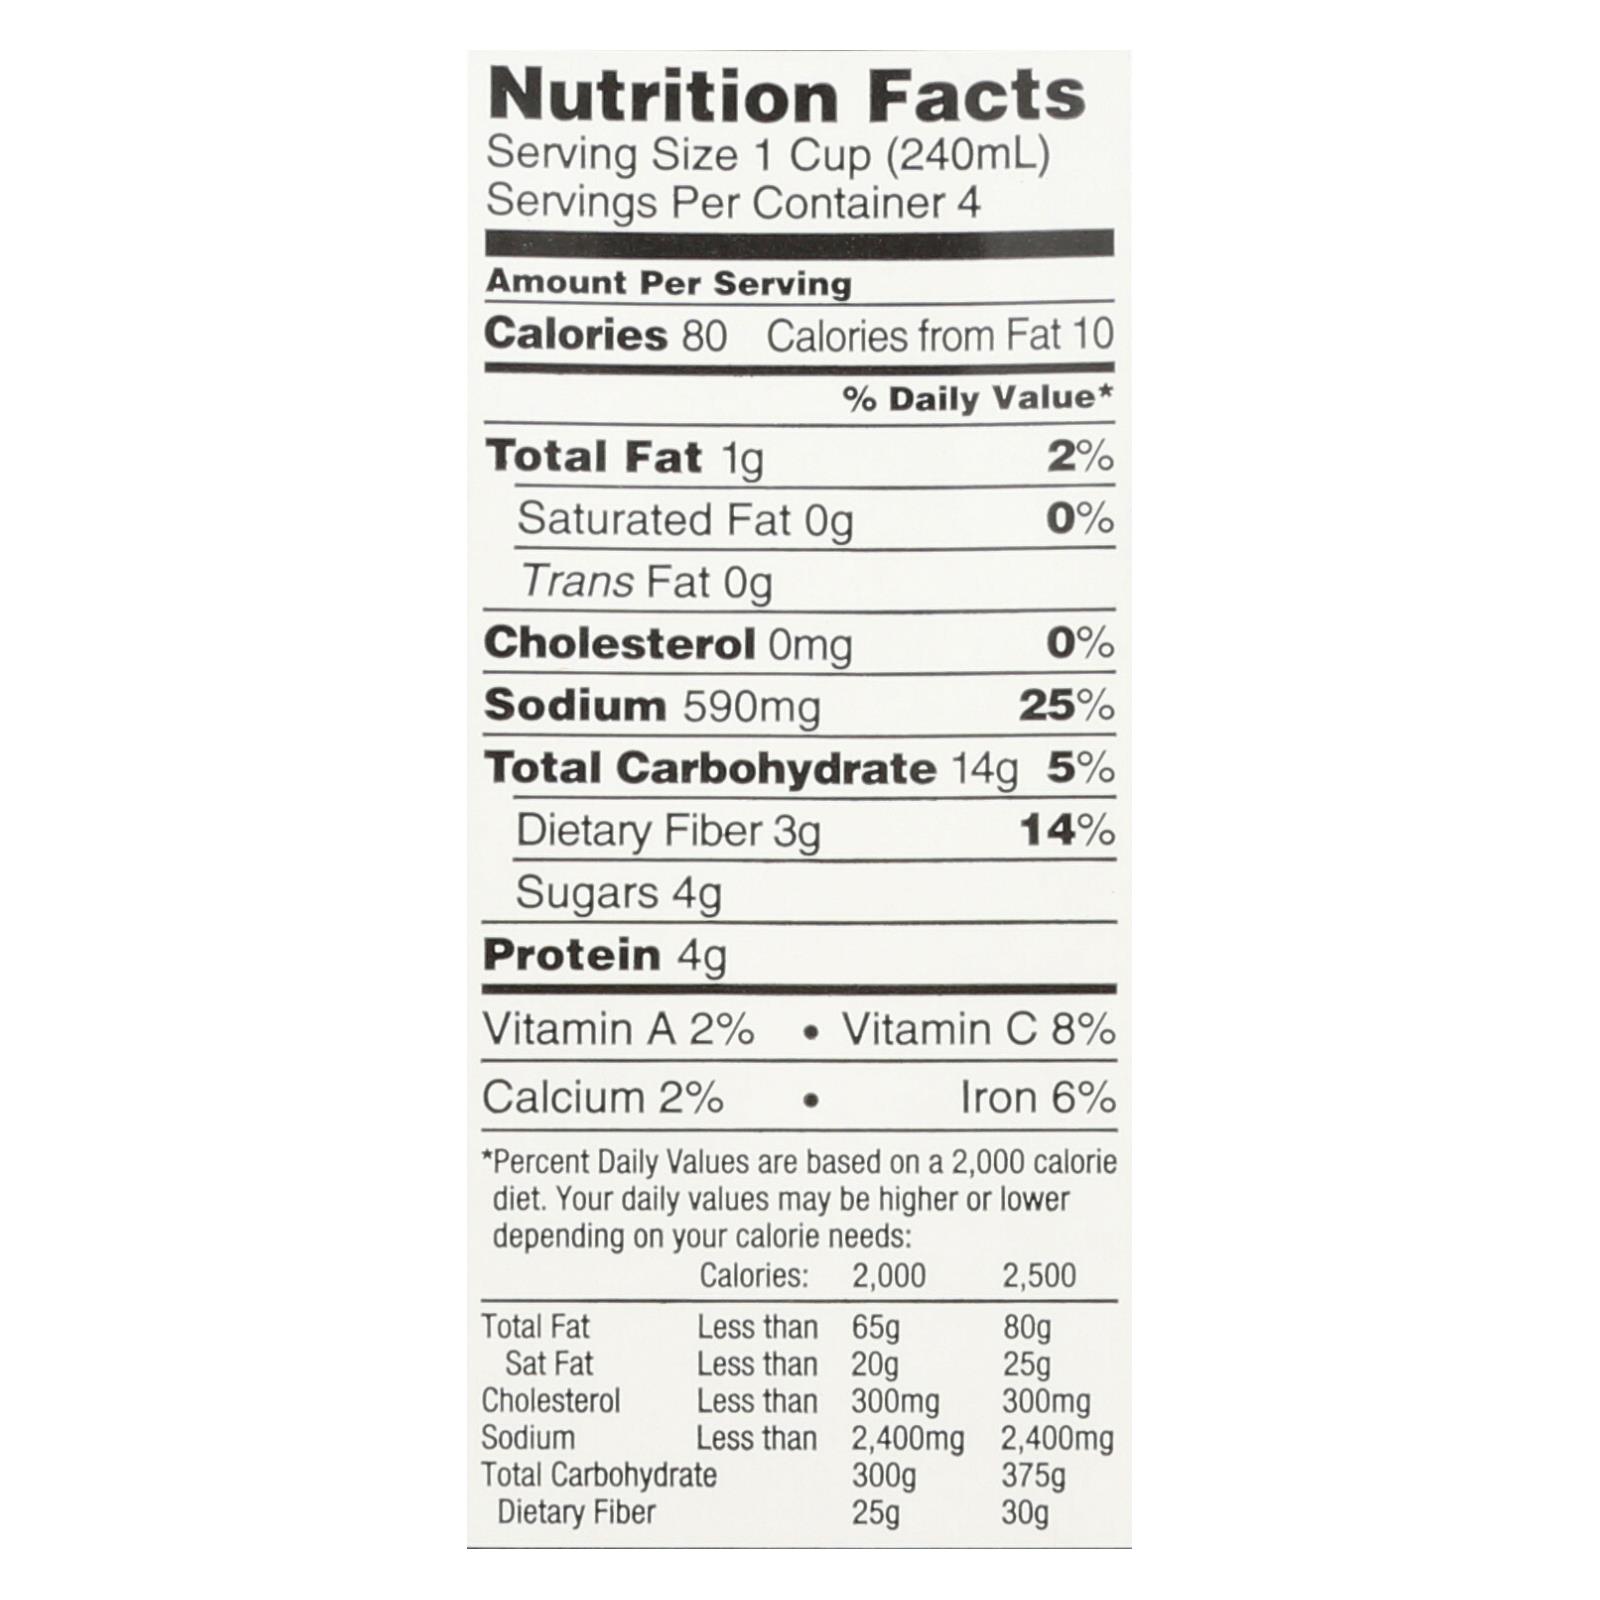 Nutrition Facts
Serving Size 1 Cup (240mL)
Servings Per Container 4
Amount Per Serving
Calories 80 Calories from Fat 10
% Daily Value*
Total Fat 1g 2%
Saturated Fat 0g 0%
Trans Fat 0g
Cholesterol 0mg 0%
Sodium 590mg 25%
Total Carbohydrate 14g 5%
Dietary Fiber 3g 14%
Sugars 4g
Protein 4g
Vitamin A 2% • Vitamin C 8%
Calcium 2% • Iron 6%
*Percent Daily Values are based on a 2,000 calorie
diet. Your daily values may be higher or lower
depending on your calorie needs:
Calories: 2,000 2,500
Total Fat Less than 65g 80g
Sat Fat Less than 20g 25g
Cholesterol Less than 300mg 300mg
Sodium Less than 2,400mg 2,400mg
Total Carbohydrate 300g 375g
Dietary Fiber 25g 30g